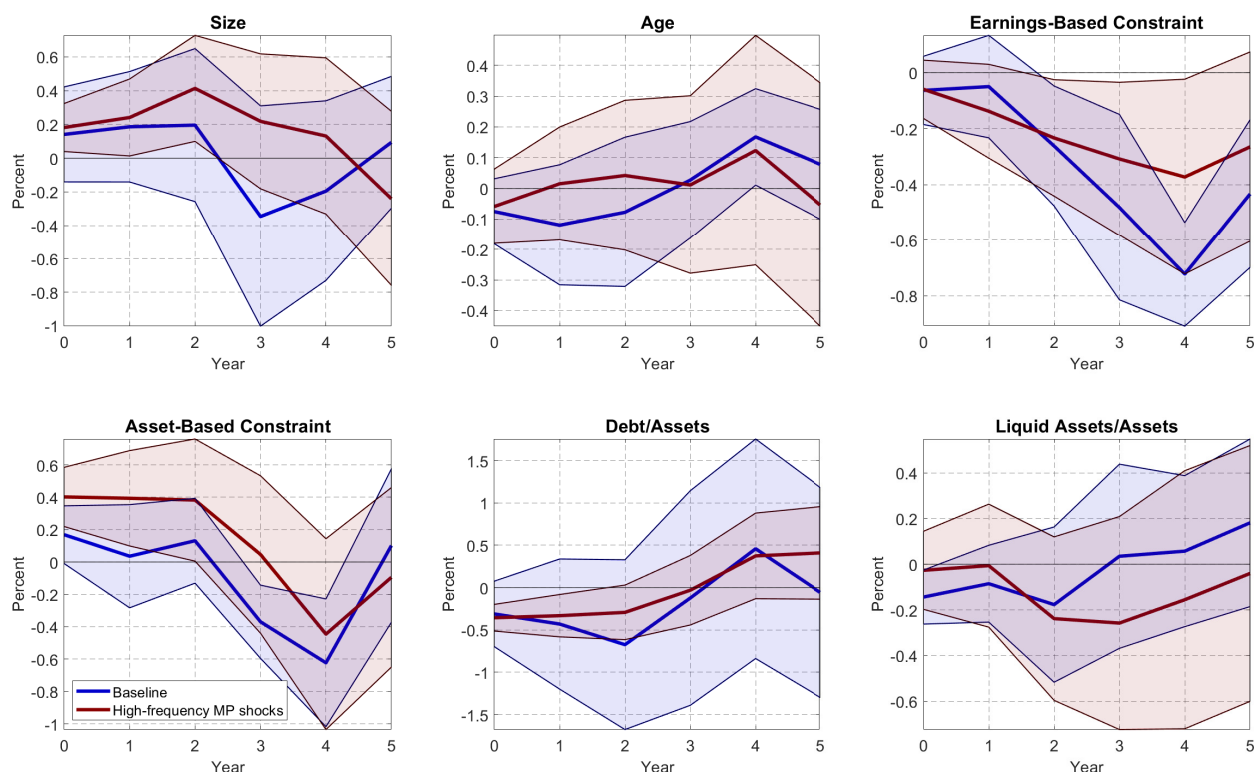 Size
Age
Earnings-Based Constraint
0.6
0.4
0.2
0
-0.2
-0.4
-0.6
-0.8
-1
Percent
0 1 2 3 4 5
Year
0.4
0.3
0.2
0.1
0
-0.1
-0.2
-0.3
-0.4
Percent
0 1 2 3 4 5
Year
0
-0.2
-0.4
-0.6
-0.8
Percent
0 1 2 3 4 5
Year
Asset-Based Constraint
Debt/Assets
Liquid Assets/Assets
0.6
0.4
0.2
0
-0.2
-0.4
-0.6
-0.8
-1
Percent
Baseline
High-frequency MP shocks
0 1 2 3 4 5
Year
1.5
1
0.5
0
-0.5
-1
-1.5
Percent
0 1 2 3 4 5
Year
0.4
0.2
0
-0.2
-0.4
-0.6
Percent
0 1 2 3 4 5
Year